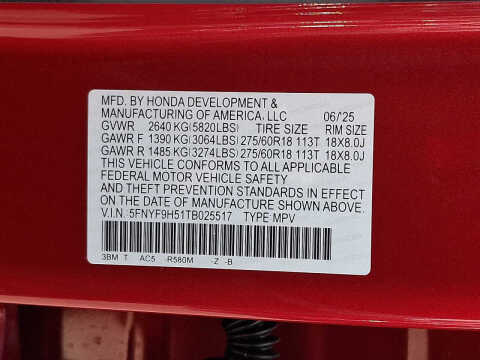 MFD. BY HONDA DEVELOPMENT &
MANUFACTURING OF AMERICA, LLC 06/'25
GVWR 2640 KG(5820LBS) TIRE SIZE RIM SIZE
GAWR F 1390 KG(3064LBS) 275/60R18 113T 18X8.0J
GAWR R 1485 KG(3274LBS) 275/60R18 113T 18X8.0J
THIS VEHICLE CONFORMS TO ALL APPLICABLE
FEDERAL MOTOR VEHICLE SAFETY
AND THEFT PREVENTION STANDARDS IN EFFECT
ON THE DATE OF MANUFACTURE SHOWN ABOVE.
V.I.N. 5FNYF9H51TB025517 TYPE MPV
3BM T AC5 -R580M -Z -B